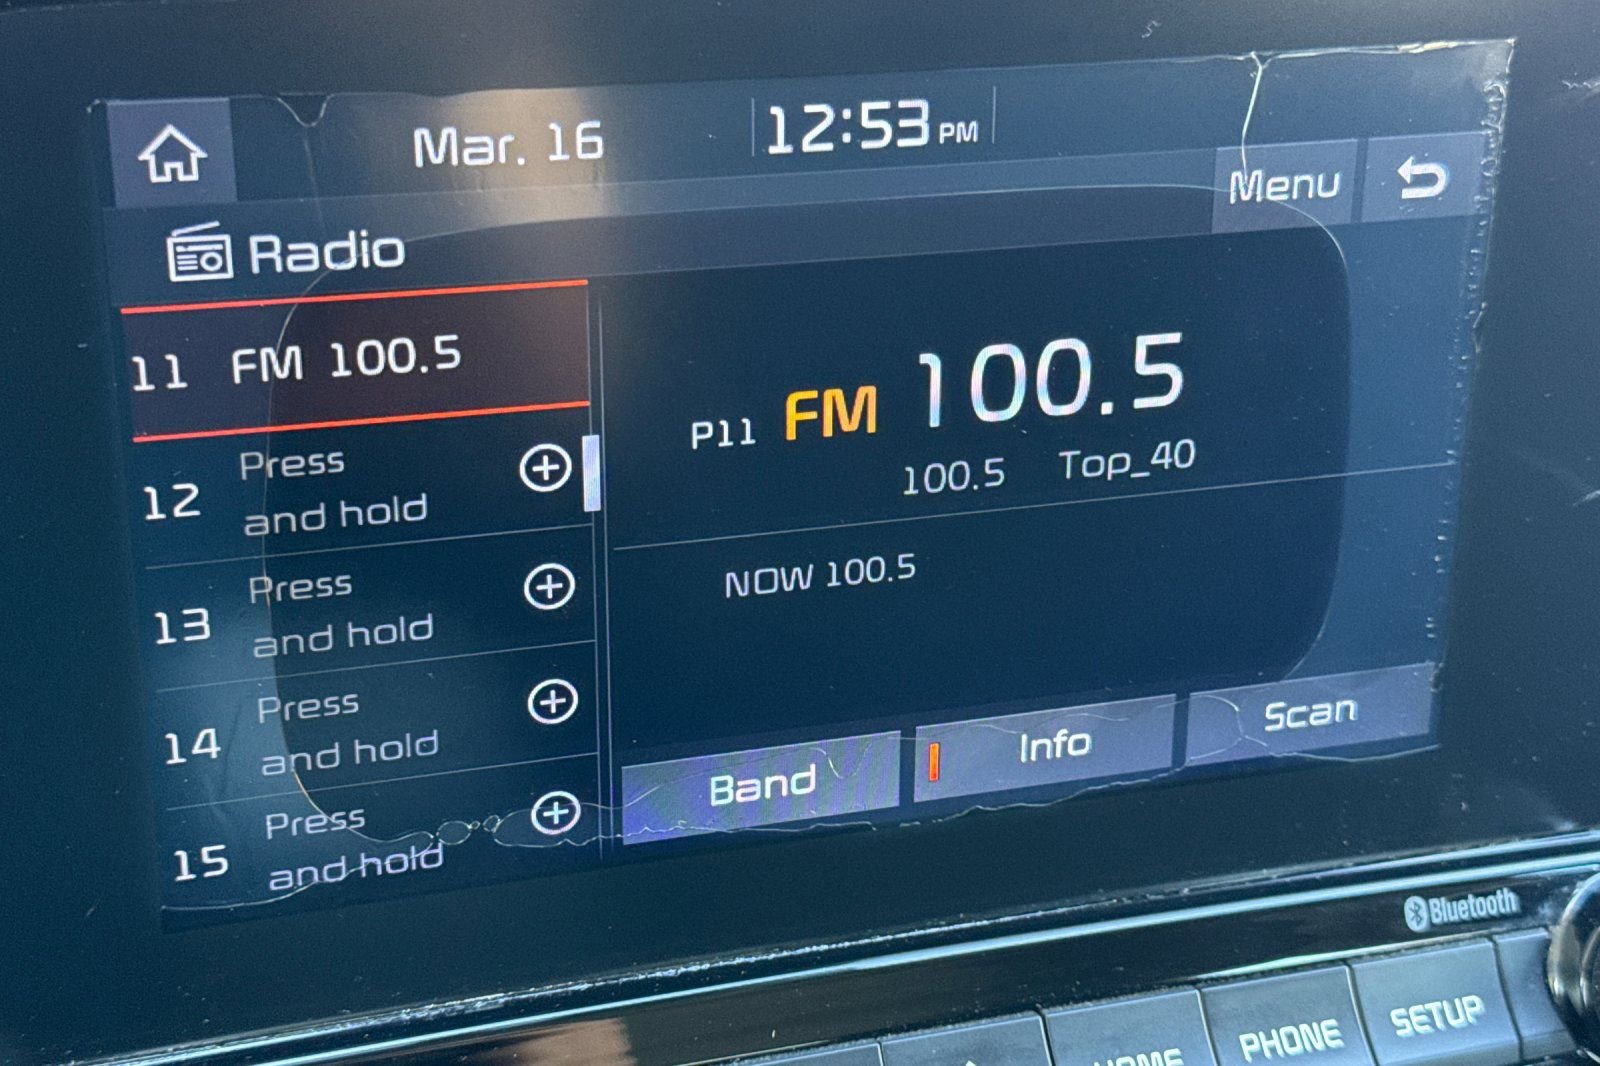 Mar. 16
12:53 PM
Menu
Radio
11 FM 100.5
12 Press
and hold
13 Press
and hold
14 Press
and hold
15 Press
and hold
P11 FM 100.5
100.5 Top_40
NOW 100.5
Band
Info
Scan
Bluetooth
HOME
PHONE
SETUP